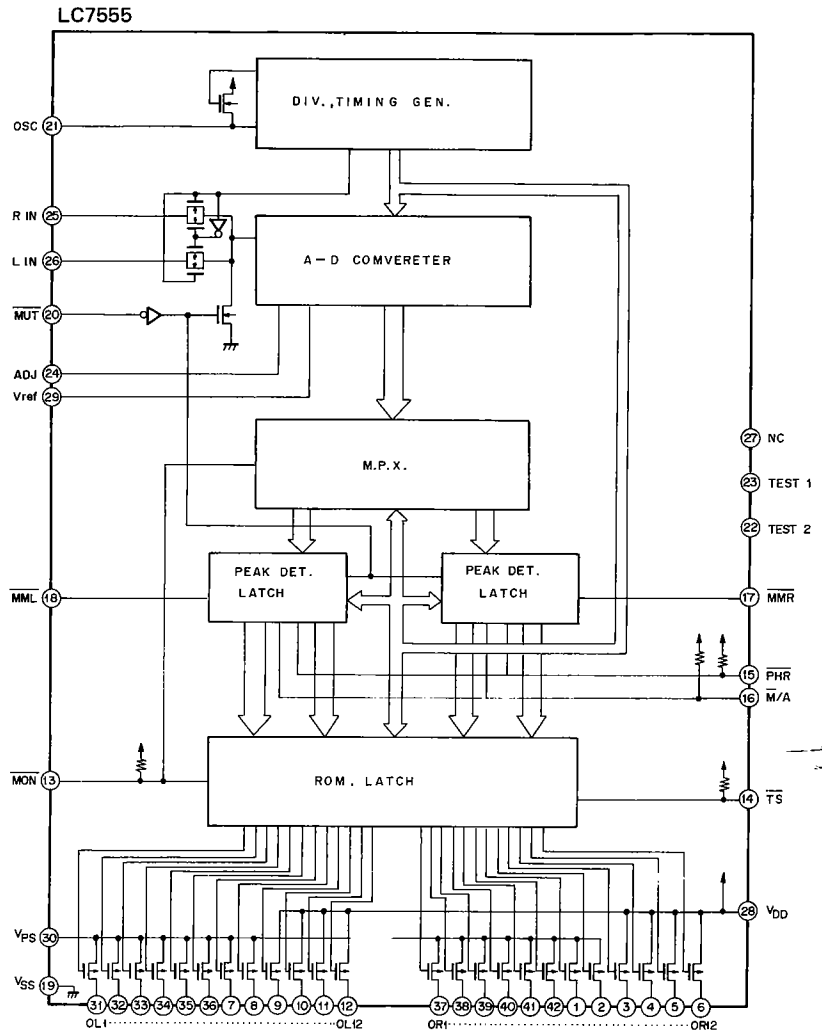 LC7555
DIV.,TIMING GEN.
OSC 21
R IN 25
L IN 26
A-D COMVERETER
MUT 20
ADJ 24
Vref 29
27 NC
M.P.X.
23 TEST 1
22 TEST 2
PEAK DET. LATCH
PEAK DET. LATCH
MML 18
17 MMR
15 PHR
16 M/A
MON 13
ROM, LATCH
14 TS
28 VDD
VPS 30
VSS 19
31 32 33 34 35 36 7 8 9 10 11 12 37 38 39 40 41 42 1 2 3 4 5 6
OL1 OL12 OR1 OR12